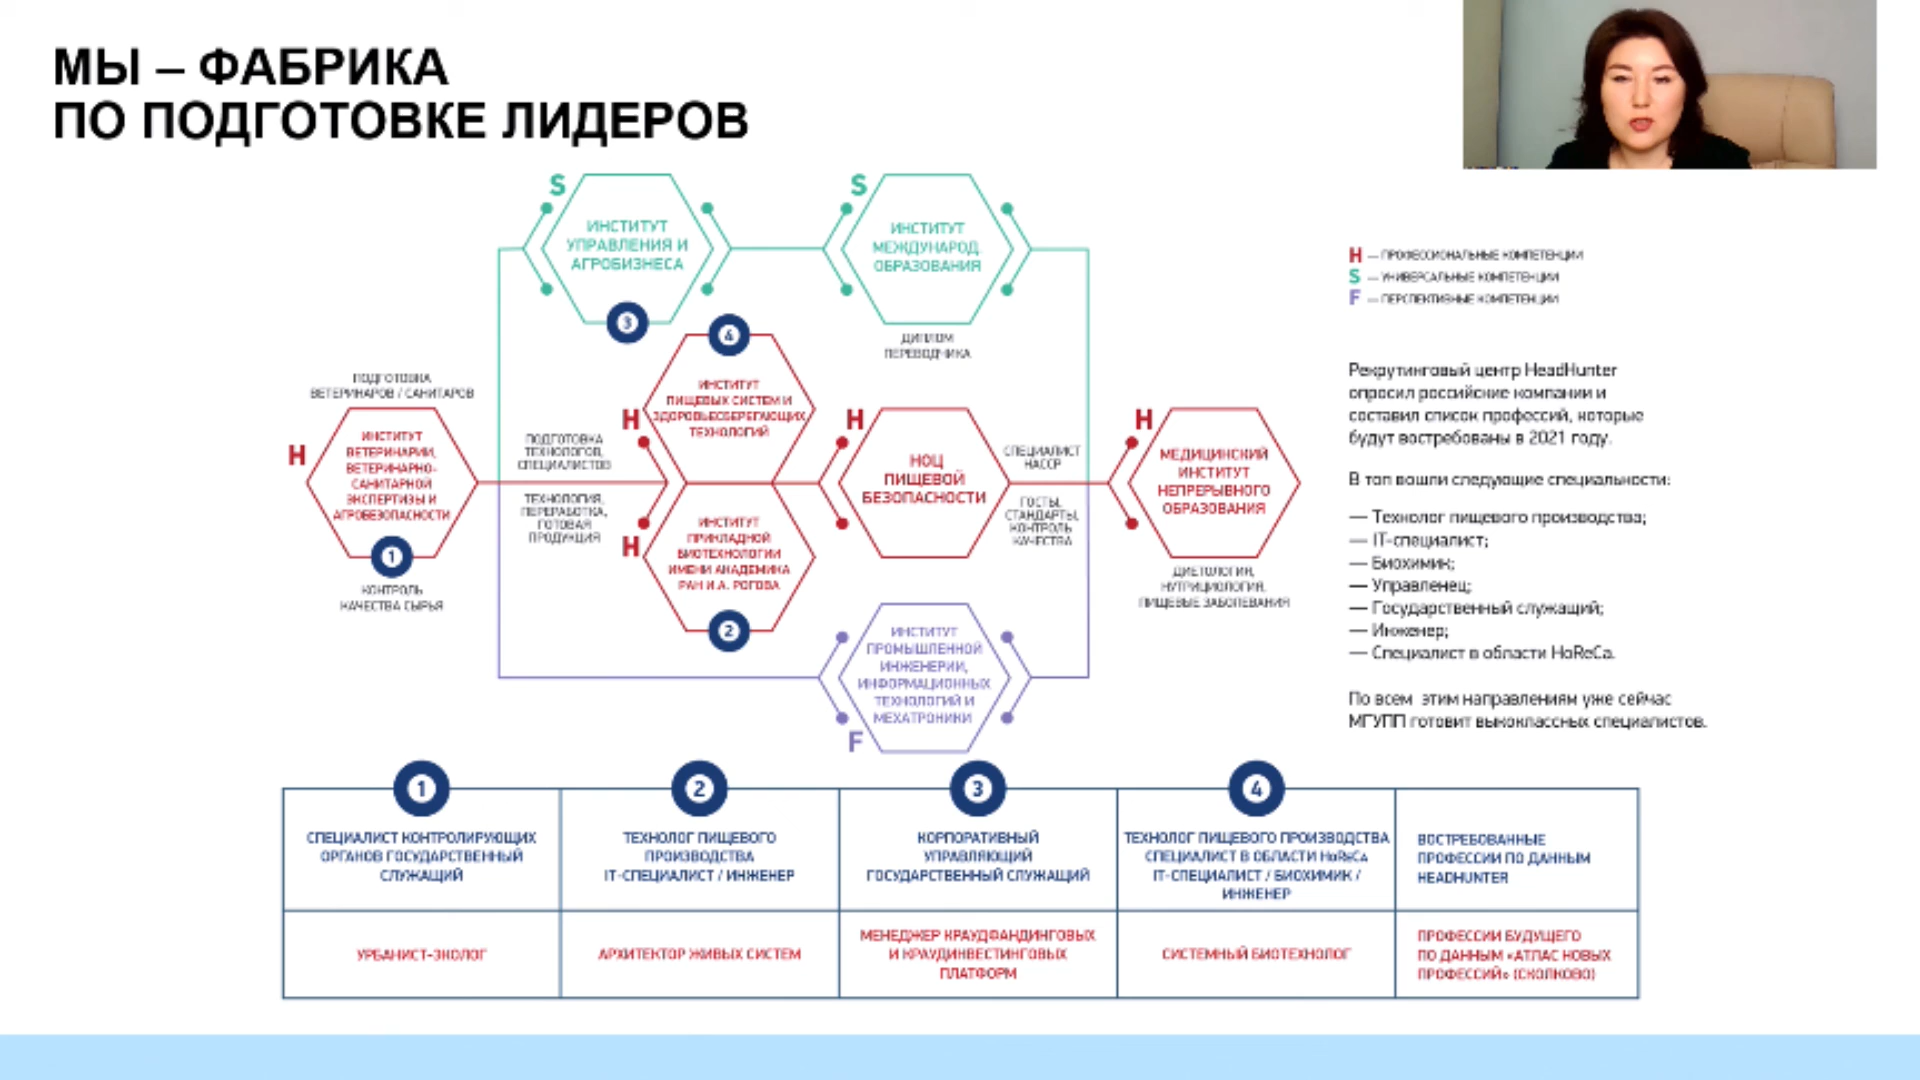 МЫ – ФАБРИКА
ПО ПОДГОТОВКЕ ЛИДЕРОВ
S
ИНСТИТУТ
УПРАВЛЕНИЯ И
АГРОБИЗНЕСА
3
S
ИНСТИТУТ
МЕЖДУНАРОД.
ОБРАЗОВАНИЯ
ДИПЛОМ
ПЕРЕВОДЧИКА
H — ПРОФЕССИОНАЛЬНЫЕ КОМПЕТЕНЦИИ
S — УНИВЕРСАЛЬНЫЕ КОМПЕТЕНЦИИ
F — ПЕРСПЕКТИВНЫЕ КОМПЕТЕНЦИИ
ПОДГОТОВКА
ВЕТЕРИНАРОВ / САНИТАРОВ
H
ИНСТИТУТ
ВЕТЕРИНАРИИ,
ВЕТЕРИНАРНО-
САНИТАРНОЙ
ЭКСПЕРТИЗЫ И
АГРОБЕЗОПАСНОСТИ
1
КОНТРОЛЬ
КАЧЕСТВА СЫРЬЯ
ПОДГОТОВКА
ТЕХНОЛОГОВ,
СПЕЦИАЛИСТОВ
ТЕХНОЛОГИЯ,
ПЕРЕРАБОТКА,
ГОТОВАЯ
ПРОДУКЦИЯ
4
H
ИНСТИТУТ
ПИЩЕВЫХ СИСТЕМ И
ЗДОРОВЬЕСБЕРЕГАЮЩИХ
ТЕХНОЛОГИЙ
H
ИНСТИТУТ
ПРИКЛАДНОЙ
БИОТЕХНОЛОГИИ
ИМЕНИ АКАДЕМИКА
РАН И.А. РОГОВА
2
H
НОЦ
ПИЩЕВОЙ
БЕЗОПАСНОСТИ
СПЕЦИАЛИСТ
НАССР
ГОСТЫ,
СТАНДАРТЫ,
КОНТРОЛЬ
КАЧЕСТВА
H
МЕДИЦИНСКИЙ
ИНСТИТУТ
НЕПРЕРЫВНОГО
ОБРАЗОВАНИЯ
ДИЕТОЛОГИЯ,
НУТРИЦИОЛОГИЯ,
ПИЩЕВЫЕ ЗАБОЛЕВАНИЯ
ИНСТИТУТ
ПРОМЫШЛЕННОЙ
ИНЖЕНЕРИИ,
ИНФОРМАЦИОННЫХ
ТЕХНОЛОГИЙ И
МЕХАТРОНИКИ
F
Рекрутинговый центр HeadHunter
опросил российские компании и
составил список профессий, которые
будут востребованы в 2021 году.
В топ вошли следующие специальности:
— Технолог пищевого производства;
— IT-специалист;
— Биохимик;
— Управленец;
— Государственный служащий;
— Инженер;
— Специалист в области HoReCa.
По всем этим направлениям уже сейчас
МГУПП готовит выкоклассных специалистов.
1
СПЕЦИАЛИСТ КОНТРОЛИРУЮЩИХ
ОРГАНОВ ГОСУДАРСТВЕННЫЙ
СЛУЖАЩИЙ
2
ТЕХНОЛОГ ПИЩЕВОГО
ПРОИЗВОДСТВА
IT-СПЕЦИАЛИСТ / ИНЖЕНЕР
3
КОРПОРАТИВНЫЙ
УПРАВЛЯЮЩИЙ
ГОСУДАРСТВЕННЫЙ СЛУЖАЩИЙ
4
ТЕХНОЛОГ ПИЩЕВОГО ПРОИЗВОДСТВА
СПЕЦИАЛИСТ В ОБЛАСТИ HoReCa
IT-СПЕЦИАЛИСТ / БИОХИМИК /
ИНЖЕНЕР
ВОСТРЕБОВАННЫЕ
ПРОФЕССИИ ПО ДАННЫМ
HEADHUNTER
УРБАНИСТ-ЭКОЛОГ
АРХИТЕКТОР ЖИВЫХ СИСТЕМ
МЕНЕДЖЕР КРАУДФАНДИНГОВЫХ
И КРАУДИНВЕСТИНГОВЫХ
ПЛАТФОРМ
СИСТЕМНЫЙ БИОТЕХНОЛОГ
ПРОФЕССИИ БУДУЩЕГО
ПО ДАННЫМ «АТЛАС НОВЫХ
ПРОФЕССИЙ» (СКОЛКОВО)